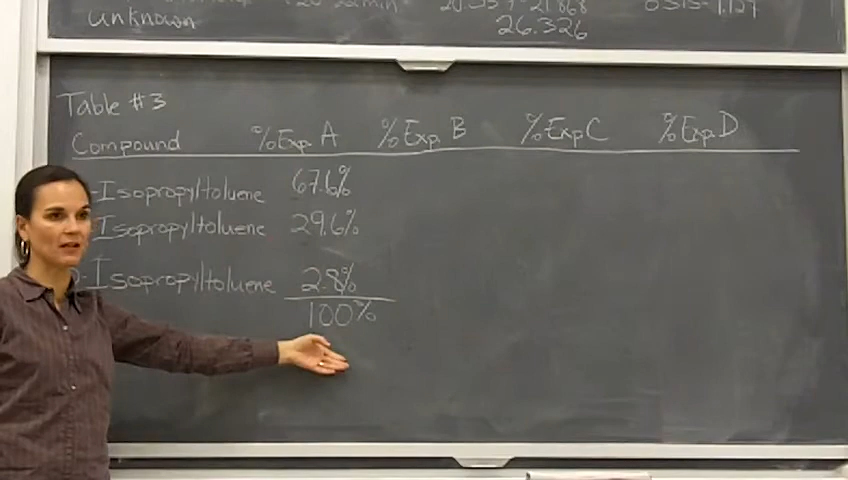 unknown 26.326
Table #3
Compound %Exp. A %Exp. B %Exp C %Exp. D
-Isopropyltoluene 67.6%
Isopropyltoluene 29.6%
-Isopropyltoluene 2.8%
100%